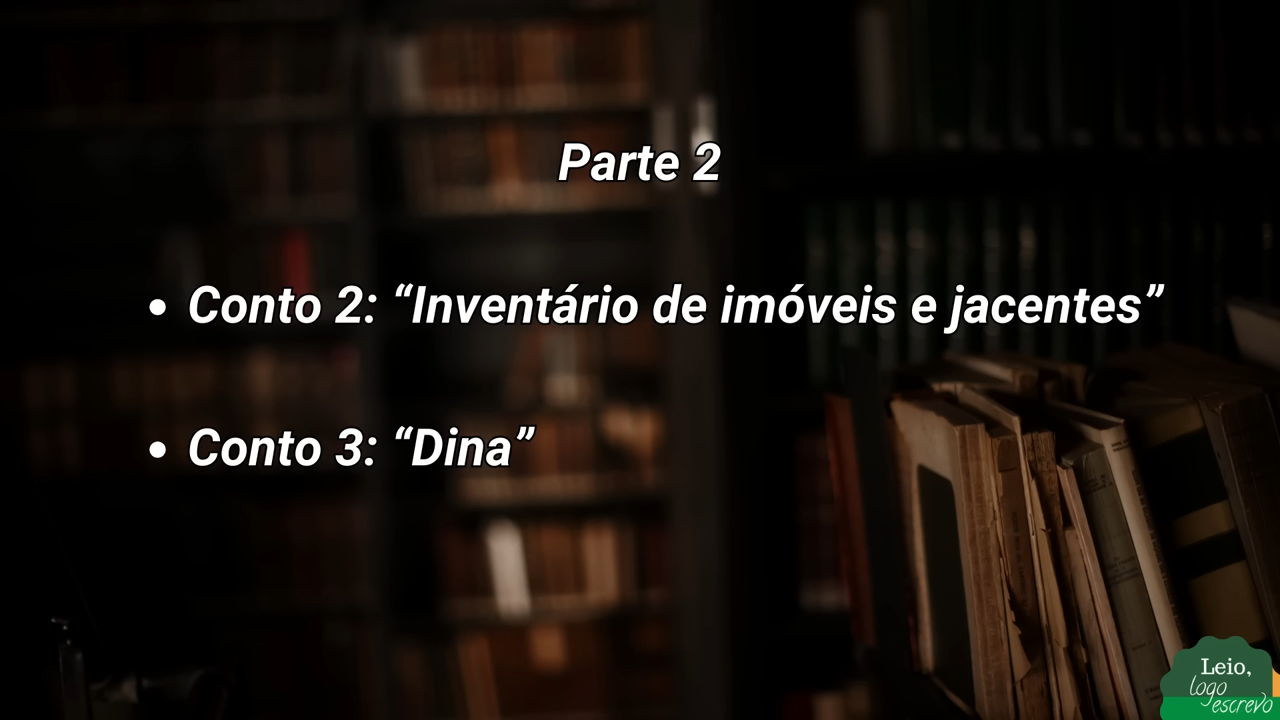 Parte 2
• Conto 2: “Inventário de imóveis e jacentes”
• Conto 3: “Dina”
Leio,
logo
escrevo